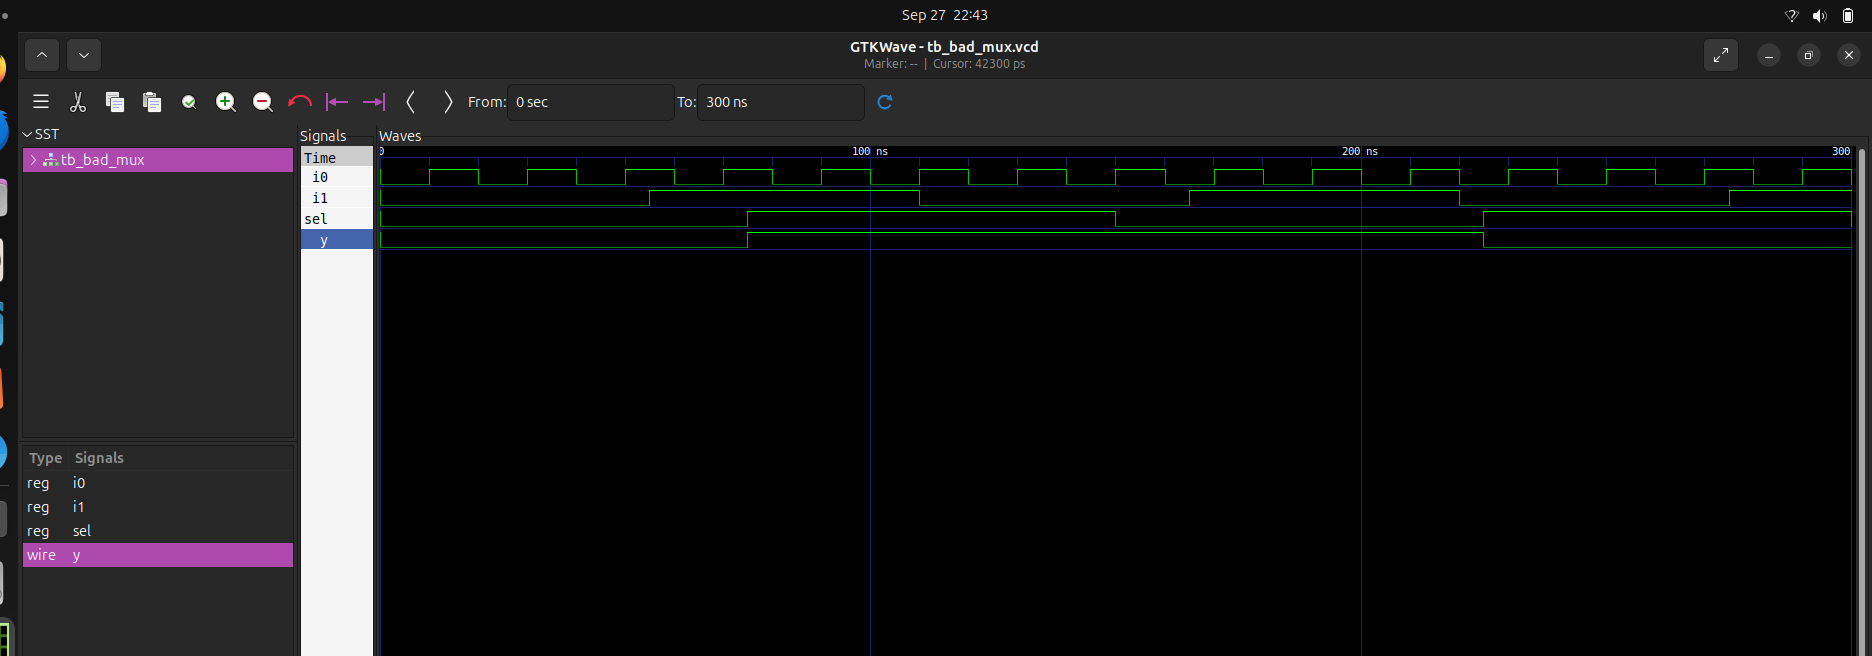 Sep 27 22:43
GTKWave - tb_bad_mux.vcd
Marker: -- | Cursor: 42300 ps
From: 0 sec To: 300 ns
SST
tb_bad_mux
Type Signals
reg i0
reg i1
reg sel
wire y
Signals
Time
i0
i1
sel
y
Waves
0 100 ns 200 ns 300